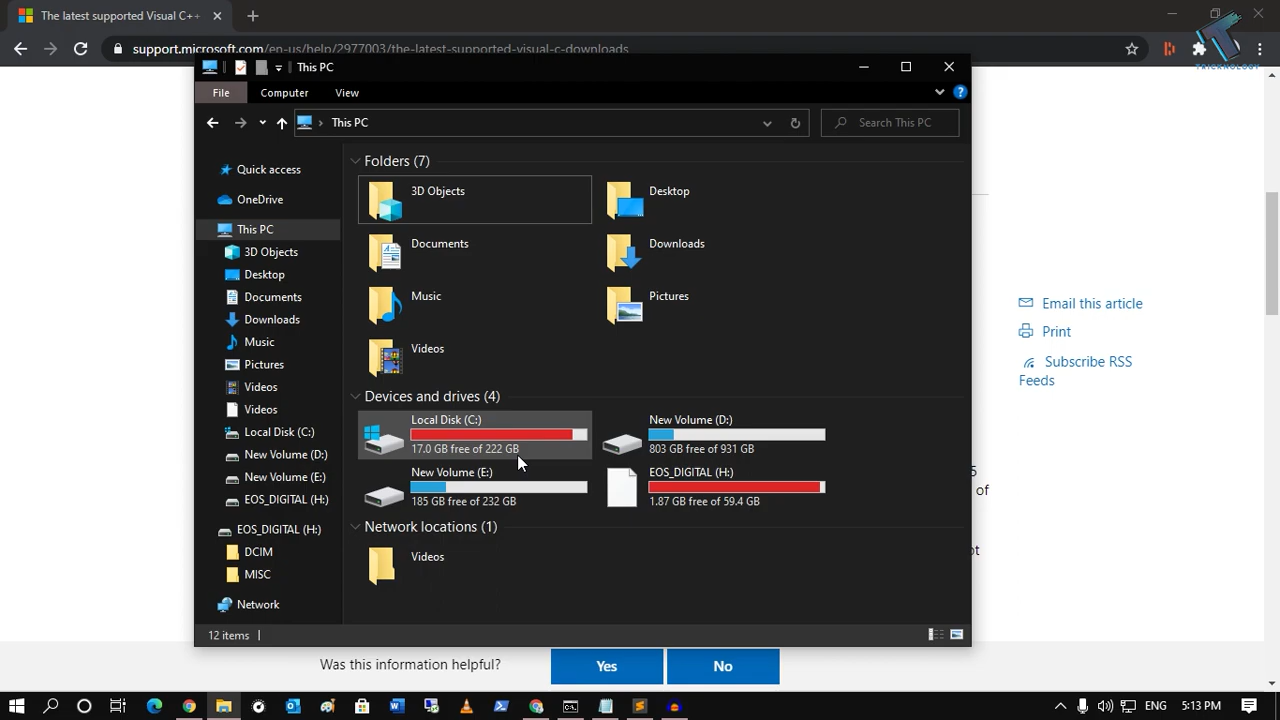 The latest supported Visual C++
support.microsoft.com/en-us/help/2977003/the-latest-supported-visual-c-downloads
TRICKNOLOGY
This PC
File
Computer
View
This PC
Search This PC
Quick access
OneDrive
This PC
3D Objects
Desktop
Documents
Downloads
Music
Pictures
Videos
Videos
Local Disk (C:)
New Volume (D:)
New Volume (E:)
EOS_DIGITAL (H:)
EOS_DIGITAL (H:)
DCIM
MISC
Network
Folders (7)
3D Objects
Desktop
Documents
Downloads
Music
Pictures
Videos
Devices and drives (4)
Local Disk (C:)
17.0 GB free of 222 GB
New Volume (D:)
803 GB free of 931 GB
New Volume (E:)
185 GB free of 232 GB
EOS_DIGITAL (H:)
1.87 GB free of 59.4 GB
Network locations (1)
Videos
12 items
Email this article
Print
Subscribe RSS
Feeds
5
of
ot
Was this information helpful?
Yes
No
ENG
5:13 PM